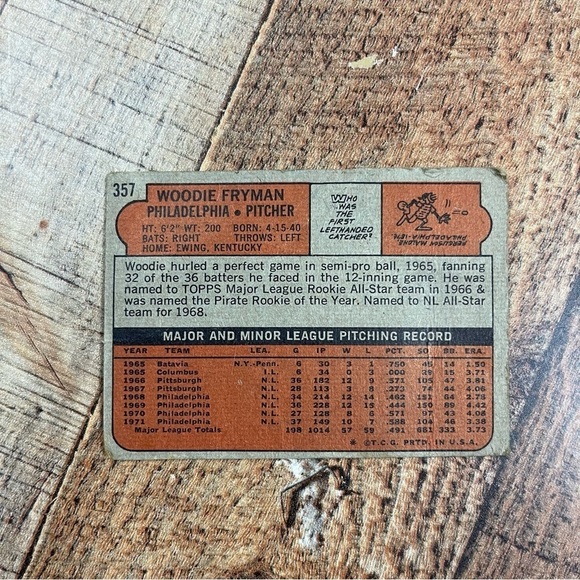 357
WOODIE FRYMAN
PHILADELPHIA • PITCHER
HT: 6'2" WT: 200 BORN: 4-15-40
BATS: RIGHT THROWS: LEFT
HOME: EWING, KENTUCKY
WHO
WAS
THE
FIRST
LEFTHANDED
CATCHER?
FERGUSON MALONE
PHILADELPHIA-1876
Woodie hurled a perfect game in semi-pro ball, 1965, fanning
32 of the 36 batters he faced in the 12-inning game. He was
named to TOPPS Major League Rookie All-Star team in 1966 &
was named the Pirate Rookie of the Year. Named to NL All-Star
team for 1968.
MAJOR AND MINOR LEAGUE PITCHING RECORD
YEAR TEAM LEA. G IP W L PCT. SO BB. ERA.
1965 Batavia N.Y.-Penn. 6 30 3 1 .750 45 14 1.50
1965 Columbus 6 34 0 3 .000 15 3.71
1966 Pittsburgh N.L. 36 182 12 9 .571 105 47 3.81
1967 Pittsburgh N.L. 28 113 3 8 .273 74 44 4.06
1968 Philadelphia N.L. 34 214 12 14 .462 151 64 2.78
1969 Philadelphia N.L. 36 228 12 15 .444 150 89 4.42
1970 Philadelphia N.L. 27 128 8 6 .571 97 43 4.08
1971 Philadelphia N.L. 37 149 10 7 .588 104 46 3.38
Major League Totals 198 1014 57 59 .491 681 333 3.73
* ©T.C.G. PRTD. IN U.S.A.